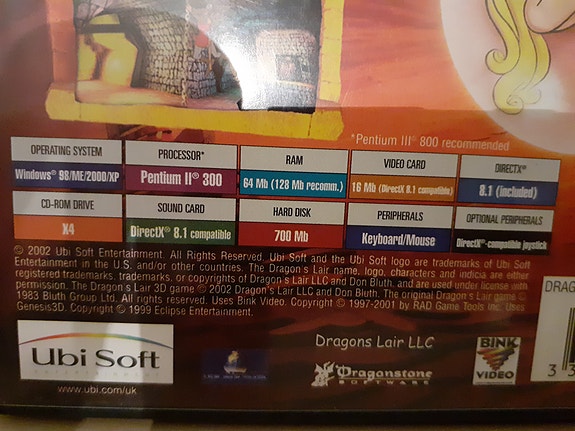 *Pentium III® 800 recommended
OPERATING SYSTEM PROCESSOR* RAM VIDEO CARD DIRECTX®
Windows® 98/ME/2000/XP Pentium II® 300 64 Mb (128 Mb recomm.) 16 Mb (DirectX 8.1 compatible) 8.1 (included)
CD-ROM DRIVE SOUND CARD HARD DISK PERIPHERALS OPTIONAL PERIPHERALS
X4 DirectX® 8.1 compatible 700 Mb Keyboard/Mouse DirectX®-compatible joystick
© 2002 Ubi Soft Entertainment. All Rights Reserved. Ubi Soft and the Ubi Soft logo are trademarks of Ubi Soft
Entertainment in the U.S. and/or other countries. The Dragon's Lair name, logo, characters and indicia are either
registered trademarks, trademarks, or copyrights of Dragon's Lair LLC and Don Bluth, and are used under license with
permission. The Dragon's Lair 3D game © 2002 Dragon's Lair LLC and Don Bluth. The original Dragon's Lair game ©
1983 Bluth Group Ltd. All rights reserved. Uses Bink Video. Copyright © 1997-2001 by RAD Game Tools Inc. Uses
Genesis3D. Copyright © 1999 Eclipse Entertainment.
DRAG
Ubi Soft
ENTERTAINMENT
www.ubi.com/uk
Dragons Lair LLC
Dragonstone
SOFTWARE
BINK
VIDEO
3 3